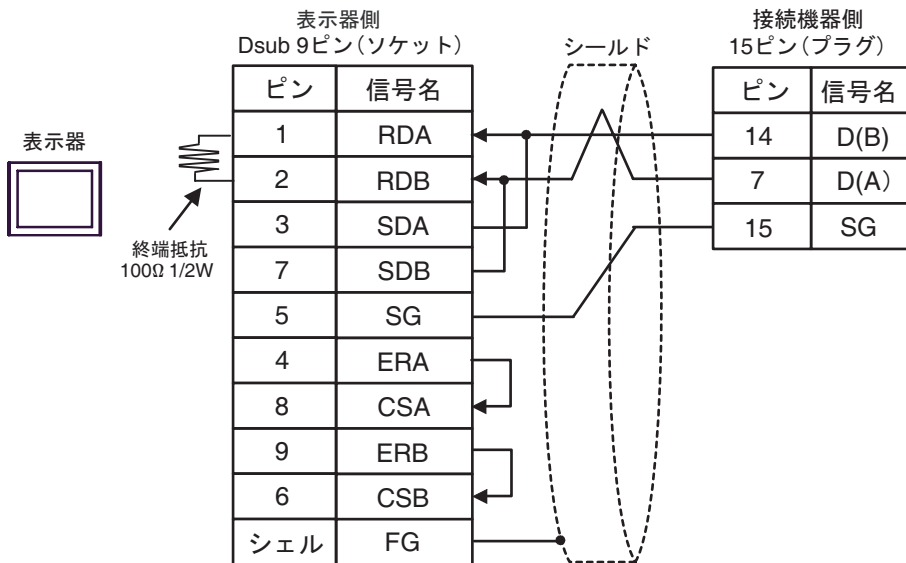 表示器側
Dsub 9ピン(ソケット)
シールド
接続機器側
15ピン(プラグ)
表示器
終端抵抗
100Ω 1/2W
ピン 信号名
1 RDA
2 RDB
3 SDA
7 SDB
5 SG
4 ERA
8 CSA
9 ERB
6 CSB
シェル FG
ピン 信号名
14 D(B)
7 D(A)
15 SG